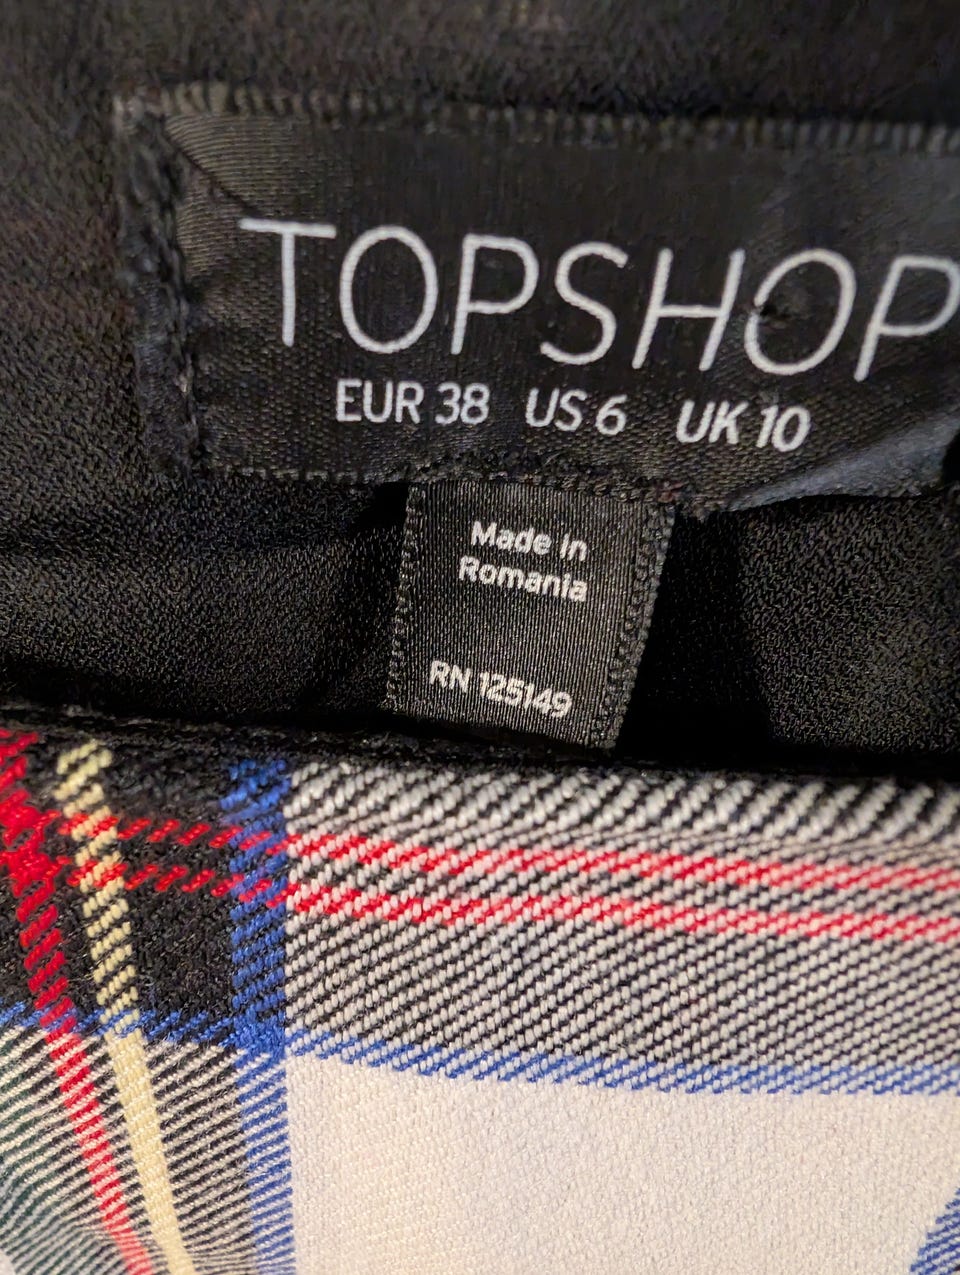 TOPSHOP
EUR 38 US 6 UK 10
Made in
Romania
RN 125149